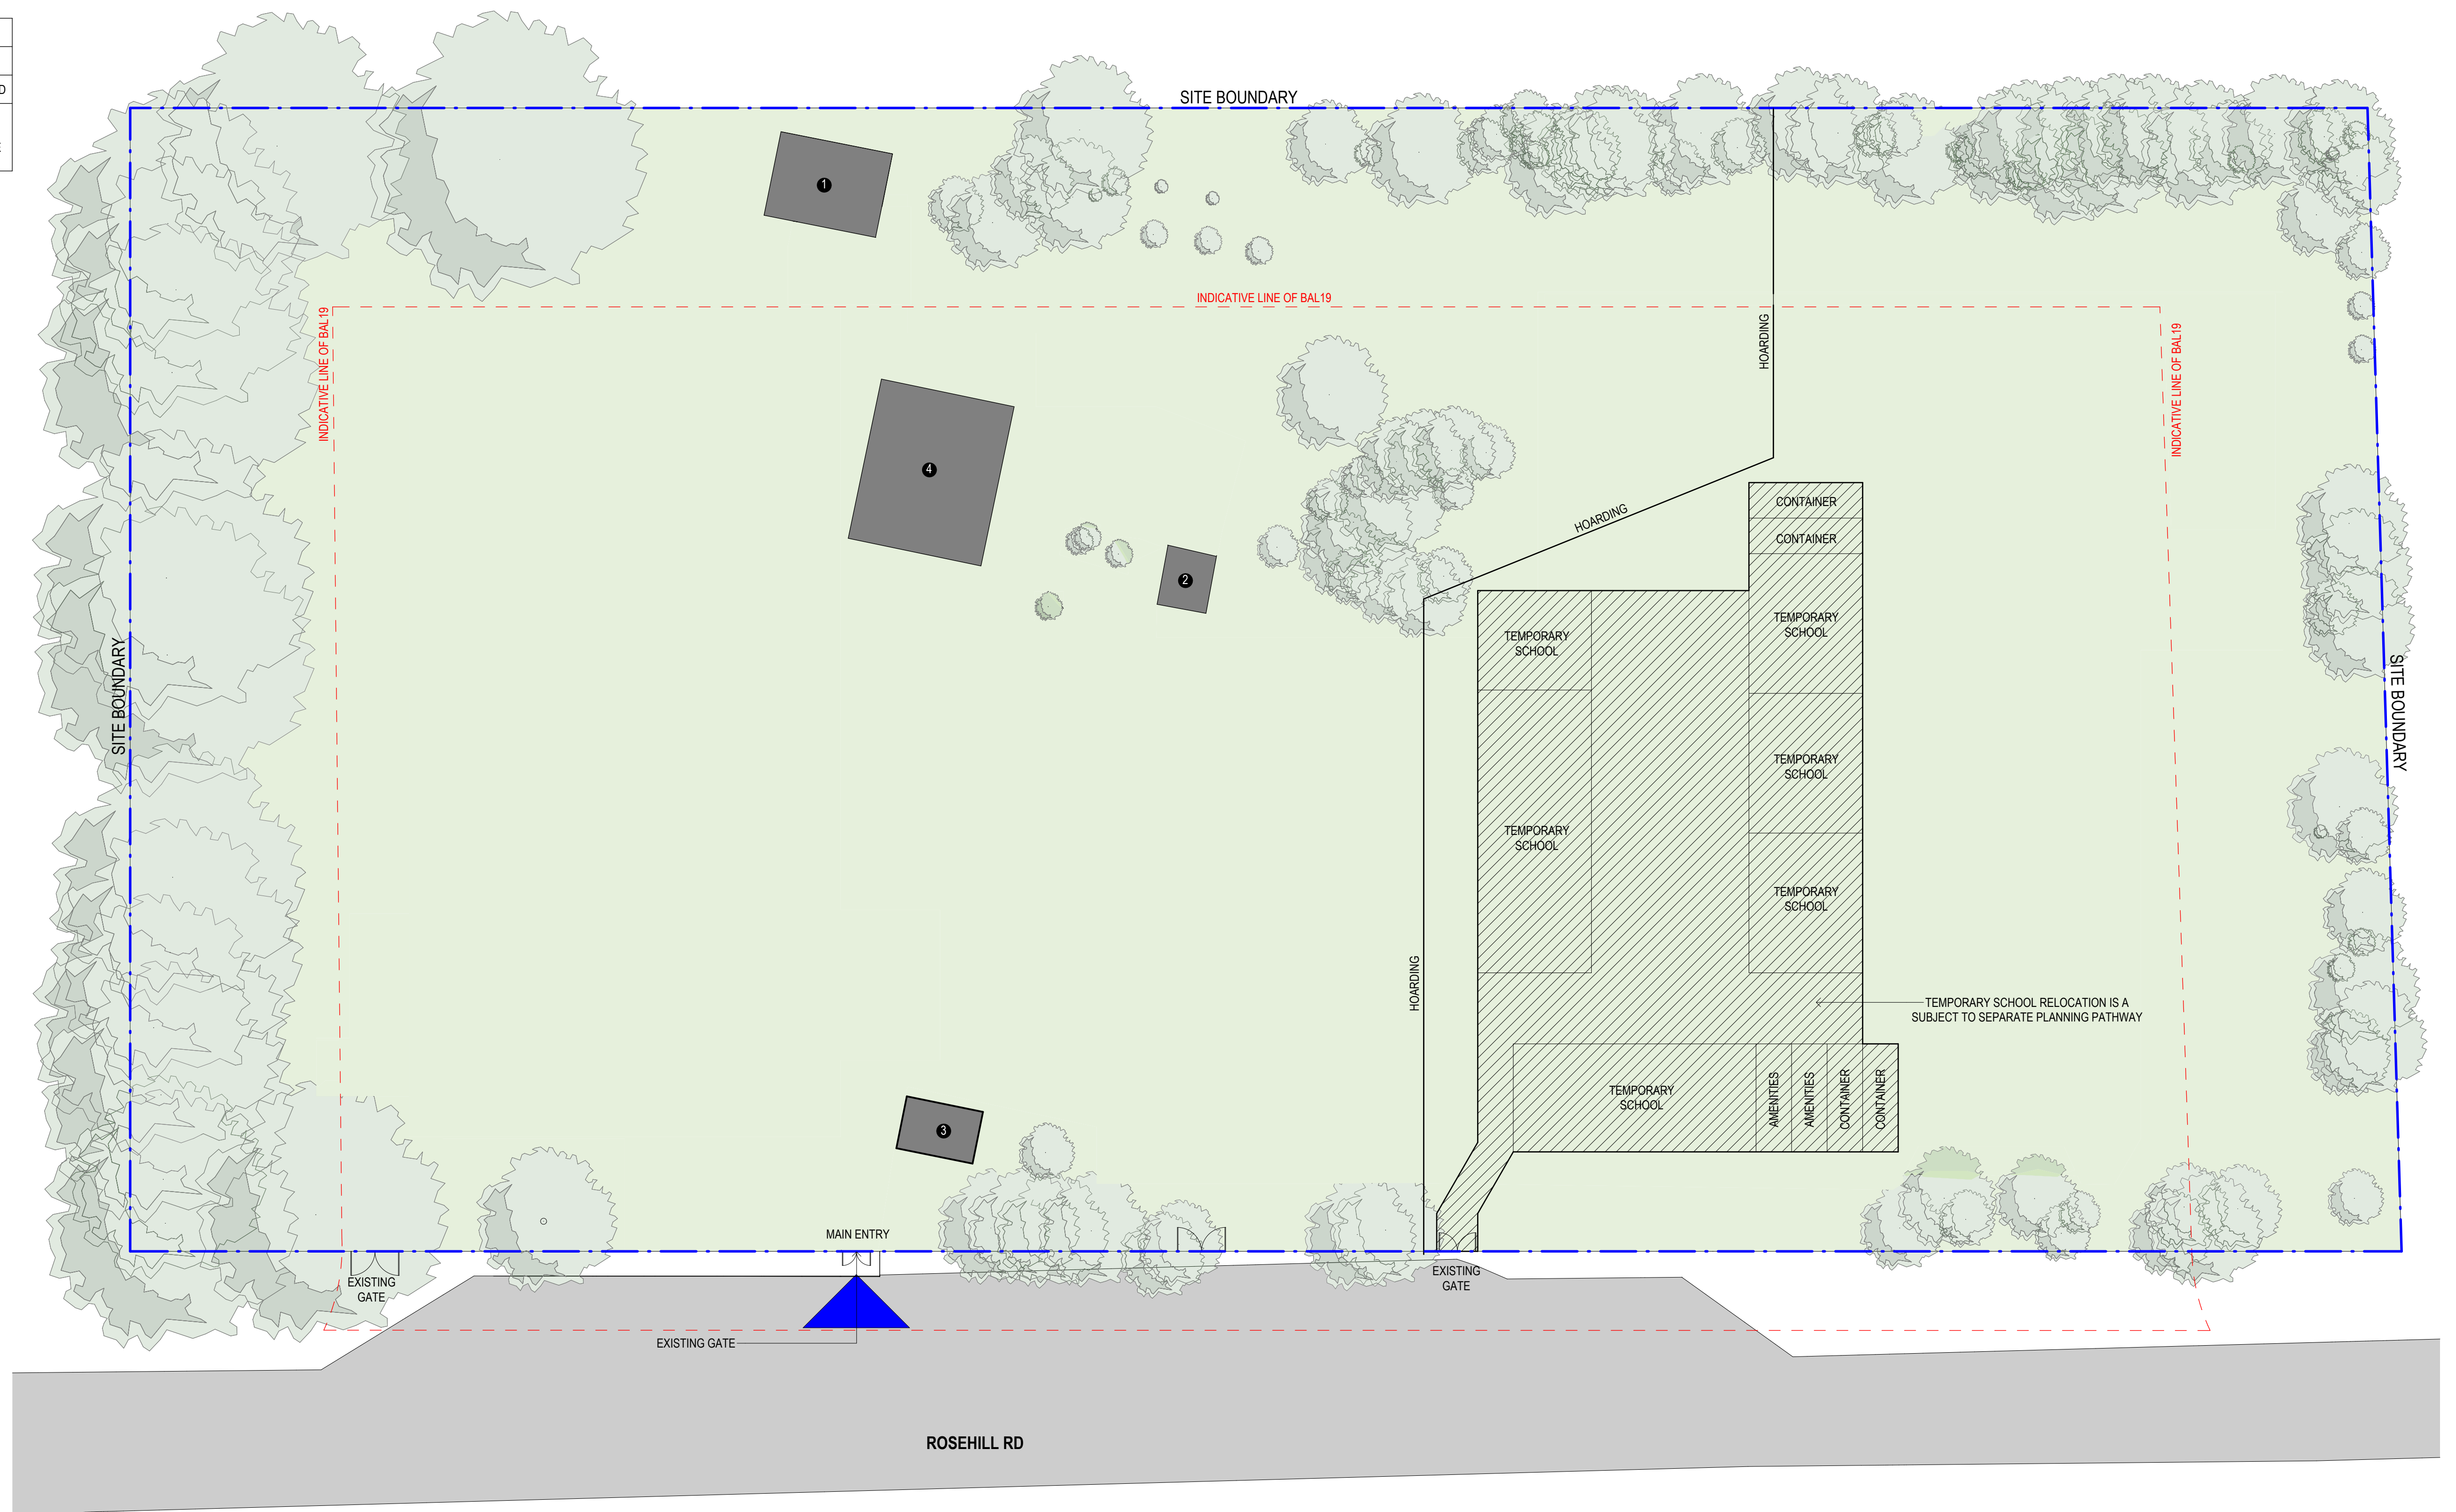 D
E
SITE BOUNDARY
1
INDICATIVE LINE OF BAL19
INDICATIVE LINE OF BAL19
HOARDING
INDICATIVE LINE OF BAL19
4
CONTAINER
HOARDING
CONTAINER
2
TEMPORARY
SCHOOL
TEMPORARY
SCHOOL
SITE BOUNDARY
SITE BOUNDARY
TEMPORARY
SCHOOL
TEMPORARY
SCHOOL
TEMPORARY
SCHOOL
HOARDING
TEMPORARY SCHOOL RELOCATION IS A
SUBJECT TO SEPARATE PLANNING PATHWAY
TEMPORARY
SCHOOL
AMENITIES
AMENITIES
CONTAINER
CONTAINER
3
MAIN ENTRY
EXISTING
GATE
EXISTING
GATE
EXISTING GATE
ROSEHILL RD